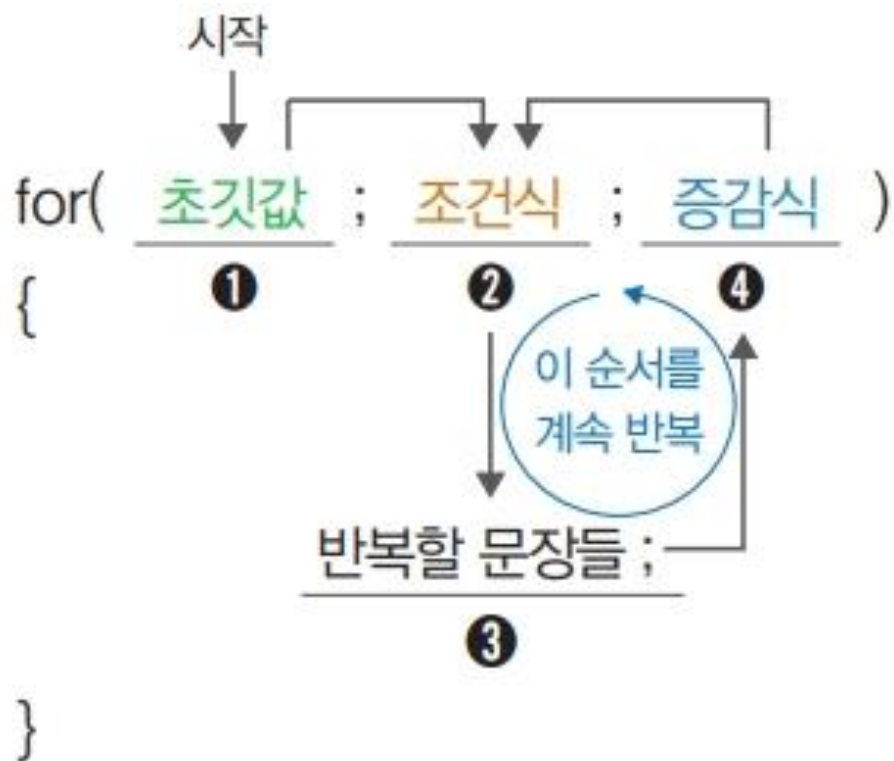 시작
for( 초깃값 ; 조건식 ; 증감식 )
{ ❶ ❷ ❹
이 순서를
계속 반복
반복할 문장들 ;
❸
}